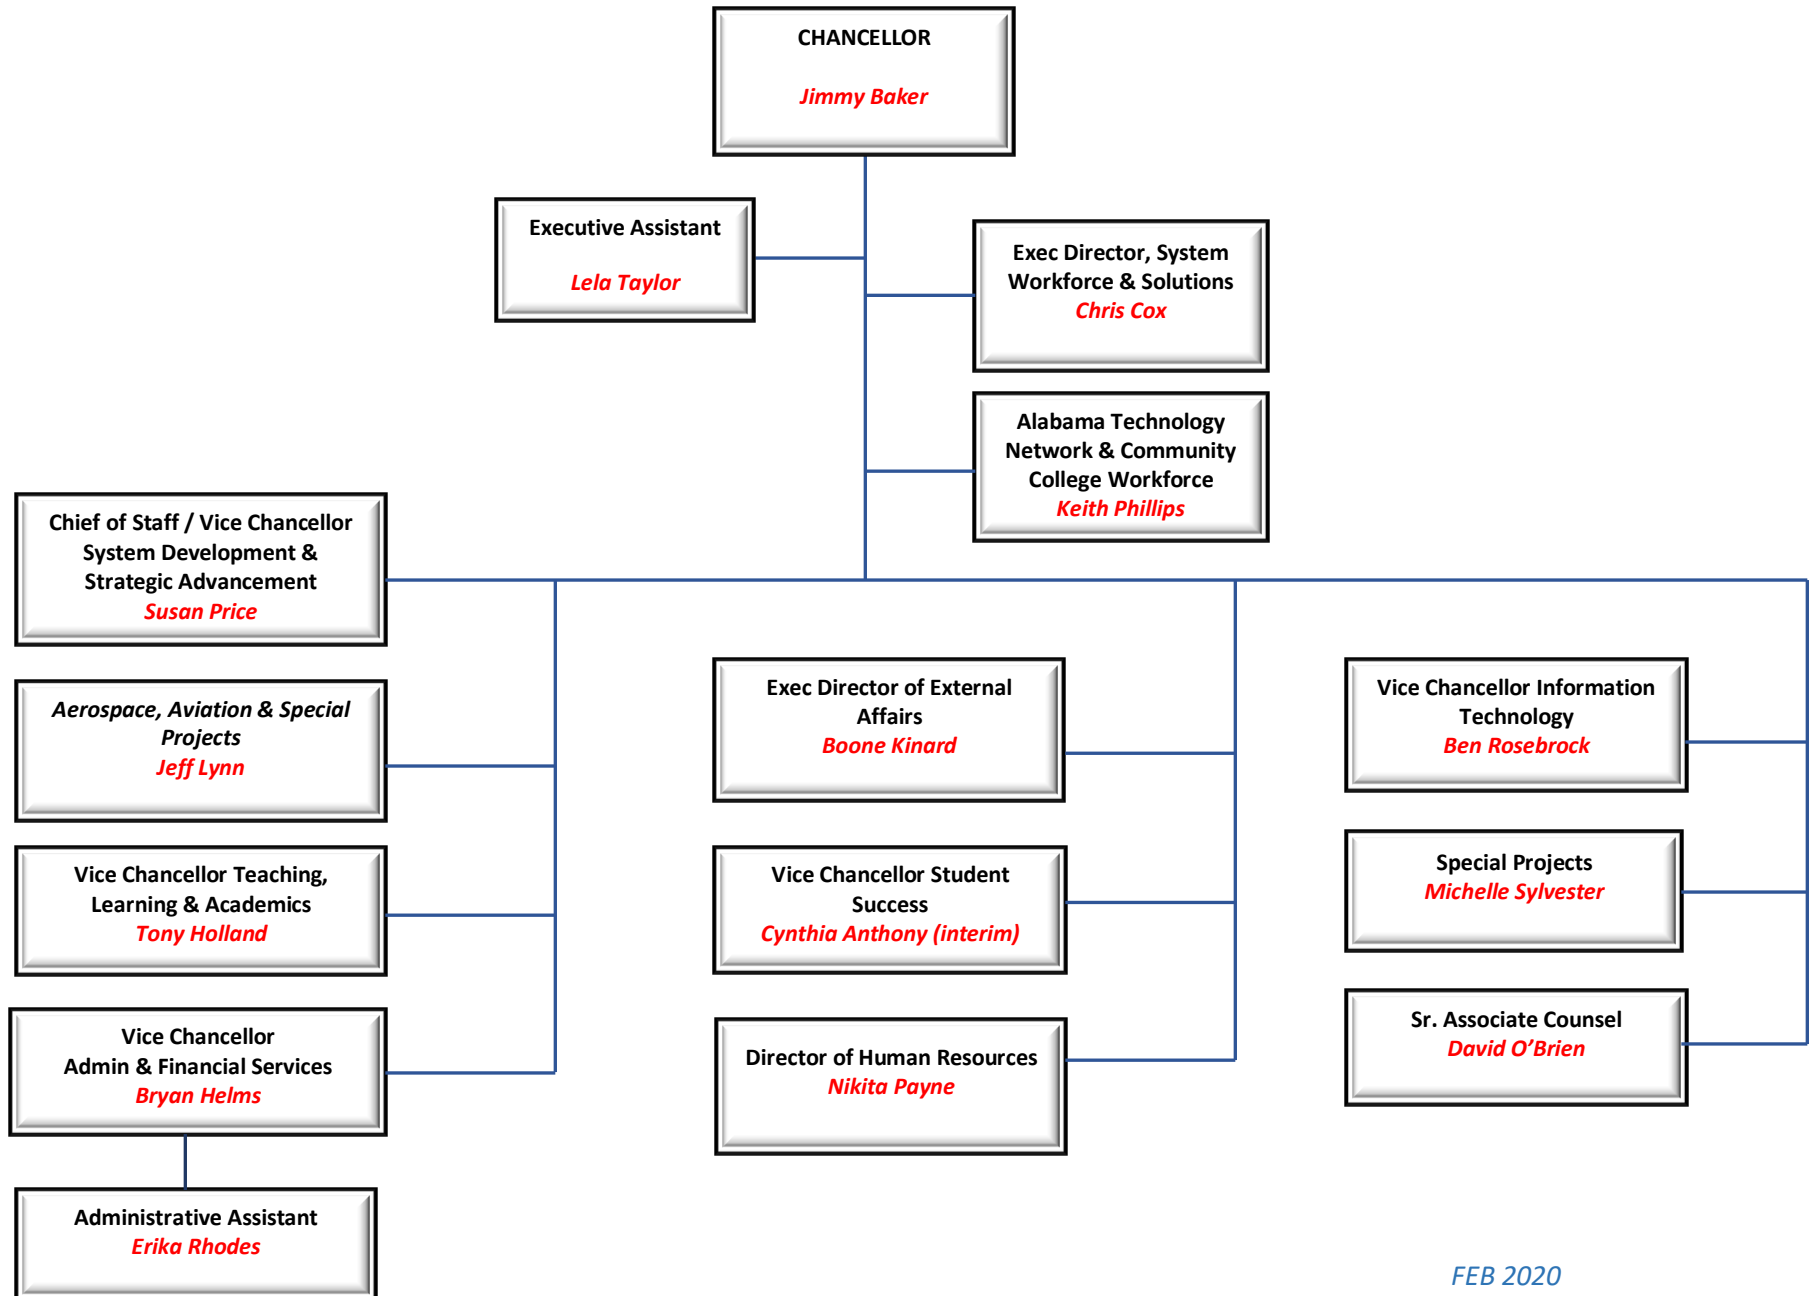 CHANCELLOR
Jimmy Baker
Executive Assistant
Lela Taylor
Exec Director, System
Workforce & Solutions
Chris Cox
Alabama Technology
Network & Community
College Workforce
Keith Phillips
Chief of Staff / Vice Chancellor
System Development &
Strategic Advancement
Susan Price
Aerospace, Aviation & Special
Projects
Jeff Lynn
Vice Chancellor Teaching,
Learning & Academics
Tony Holland
Vice Chancellor
Admin & Financial Services
Bryan Helms
Administrative Assistant
Erika Rhodes
Exec Director of External
Affairs
Boone Kinard
Vice Chancellor Student
Success
Cynthia Anthony (interim)
Director of Human Resources
Nikita Payne
Vice Chancellor Information
Technology
Ben Rosebrock
Special Projects
Michelle Sylvester
Sr. Associate Counsel
David O’Brien
FEB 2020